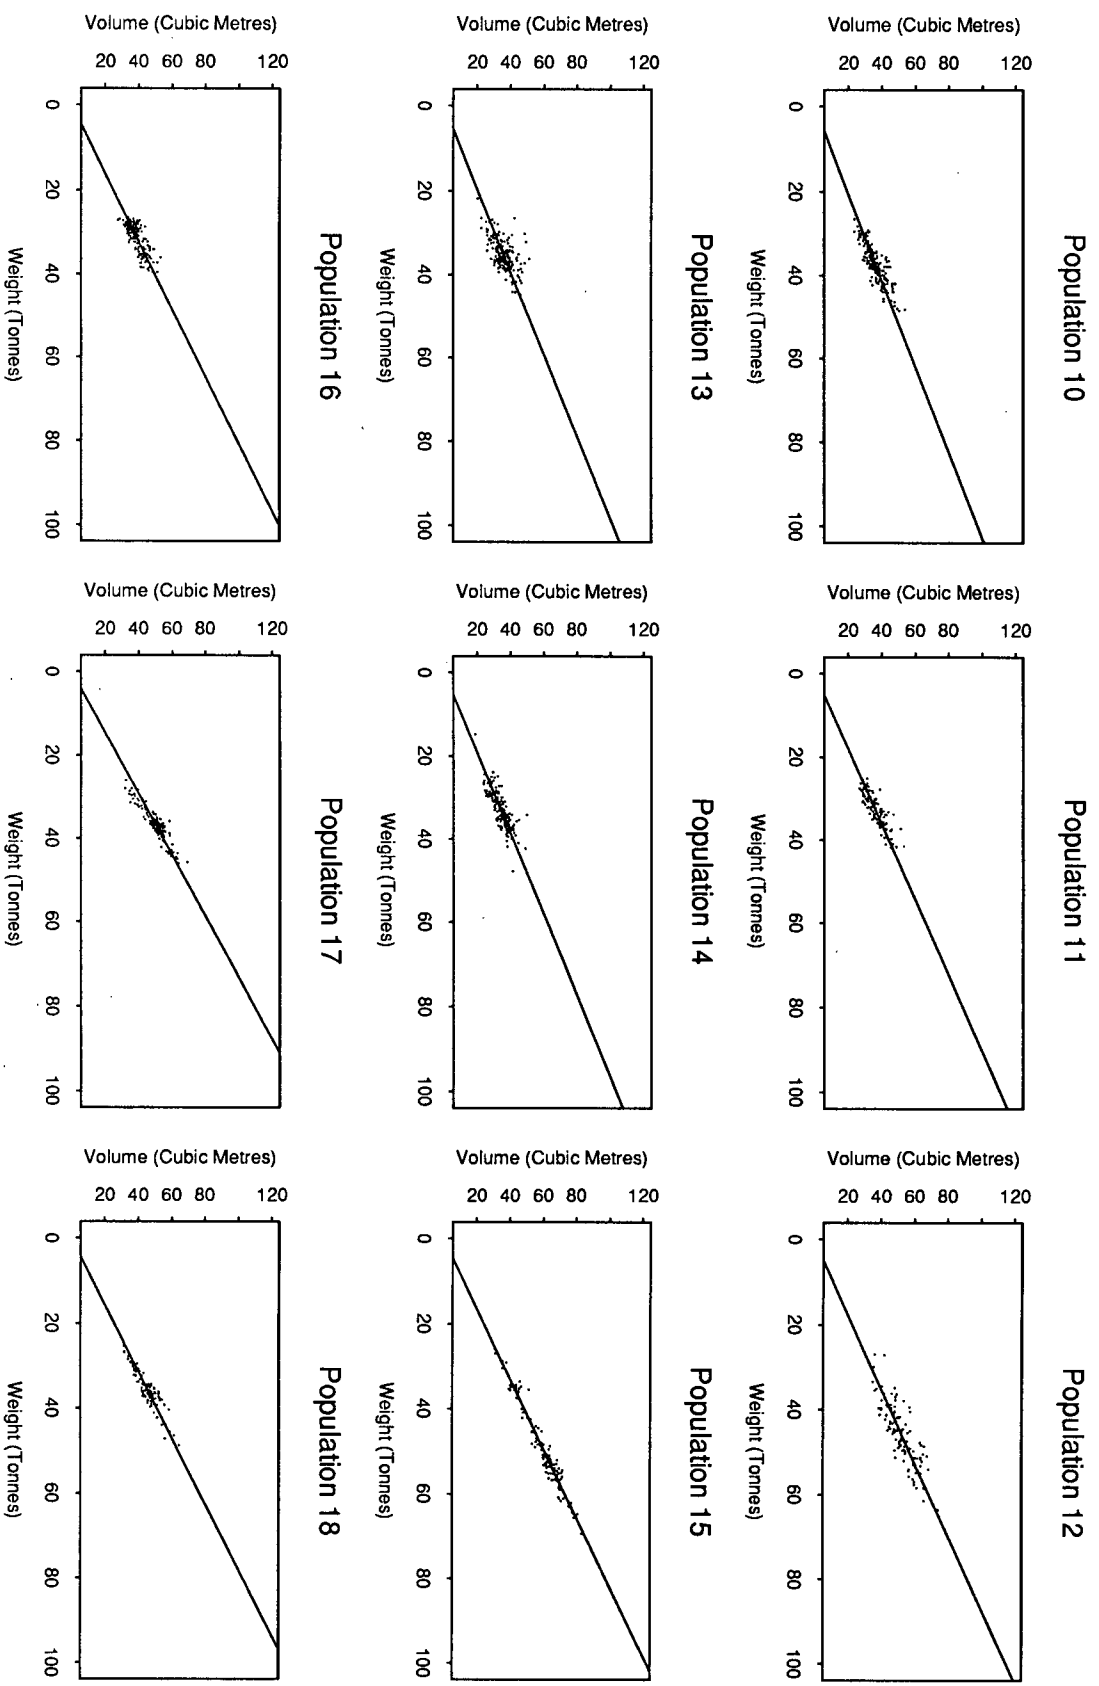 Population 10
Volume (Cubic Metres)
20 40 60 80 120
0 20 40 60 80 100
Weight (Tonnes)
Population 11
Volume (Cubic Metres)
20 40 60 80 120
0 20 40 60 80 100
Weight (Tonnes)
Population 12
Volume (Cubic Metres)
20 40 60 80 120
0 20 40 60 80 100
Weight (Tonnes)
Population 13
Volume (Cubic Metres)
20 40 60 80 120
0 20 40 60 80 100
Weight (Tonnes)
Population 14
Volume (Cubic Metres)
20 40 60 80 120
0 20 40 60 80 100
Weight (Tonnes)
Population 15
Volume (Cubic Metres)
20 40 60 80 120
0 20 40 60 80 100
Weight (Tonnes)
Population 16
Volume (Cubic Metres)
20 40 60 80 120
0 20 40 60 80 100
Weight (Tonnes)
Population 17
Volume (Cubic Metres)
20 40 60 80 120
0 20 40 60 80 100
Weight (Tonnes)
Population 18
Volume (Cubic Metres)
20 40 60 80 120
0 20 40 60 80 100
Weight (Tonnes)